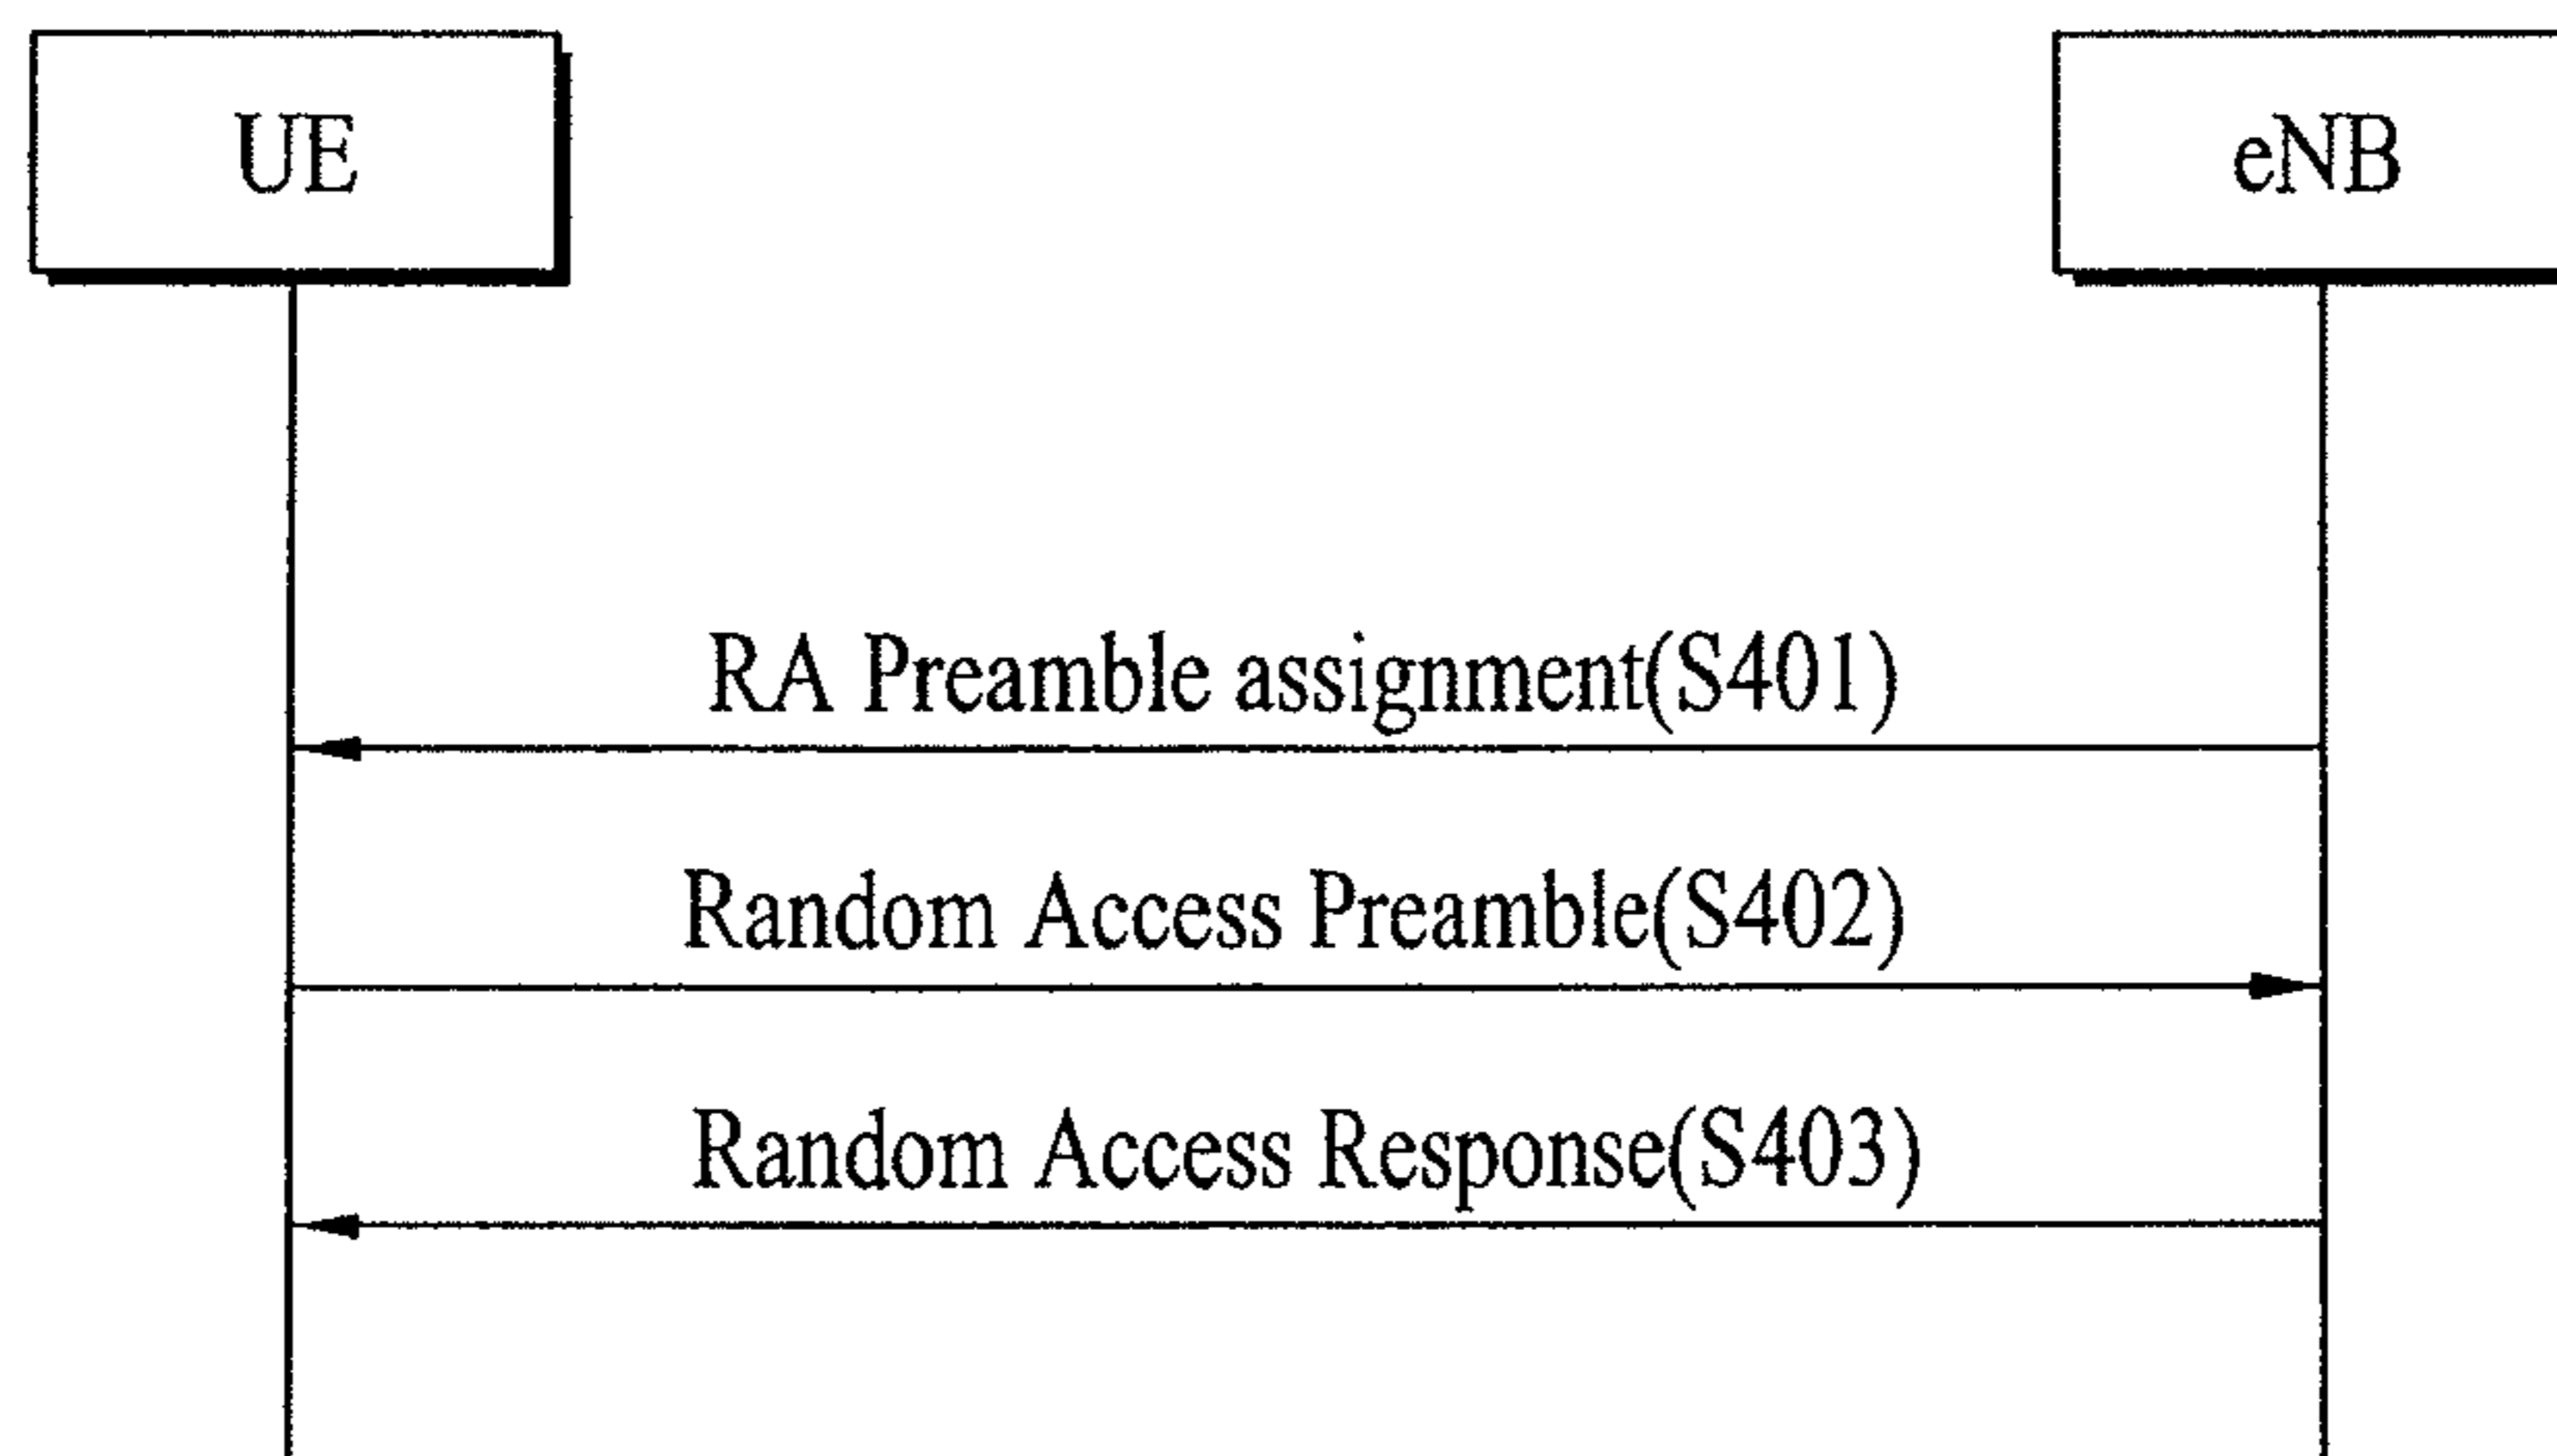 UE
eNB
RA Preamble assignment(S401)
Random Access Preamble(S402)
Random Access Response(S403)